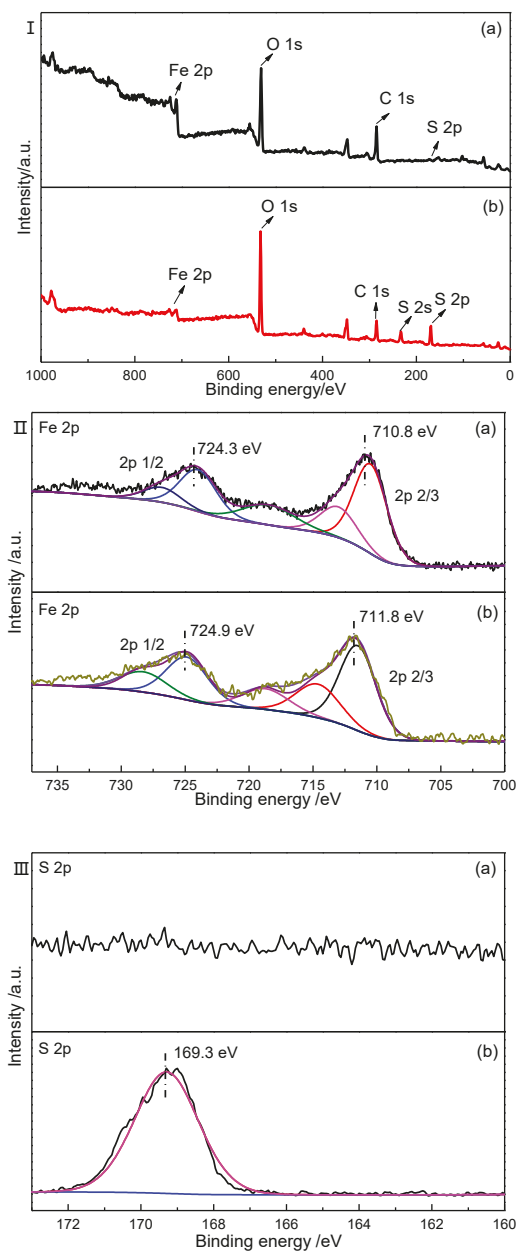 I
(a)
O 1s
Fe 2p
C 1s
S 2p
(b)
O 1s
Fe 2p
C 1s
S 2s
S 2p
Intensity/a.u.
1000 800 600 400 200 0
Binding energy/eV
II
Fe 2p
(a)
710.8 eV
724.3 eV
2p 1/2
2p 2/3
Fe 2p
(b)
711.8 eV
724.9 eV
2p 1/2
2p 2/3
Intensity /a.u.
735 730 725 720 715 710 705 700
Binding energy /eV
III
S 2p
(a)
S 2p
(b)
169.3 eV
Intensity /a.u.
172 170 168 166 164 162 160
Binding energy /eV